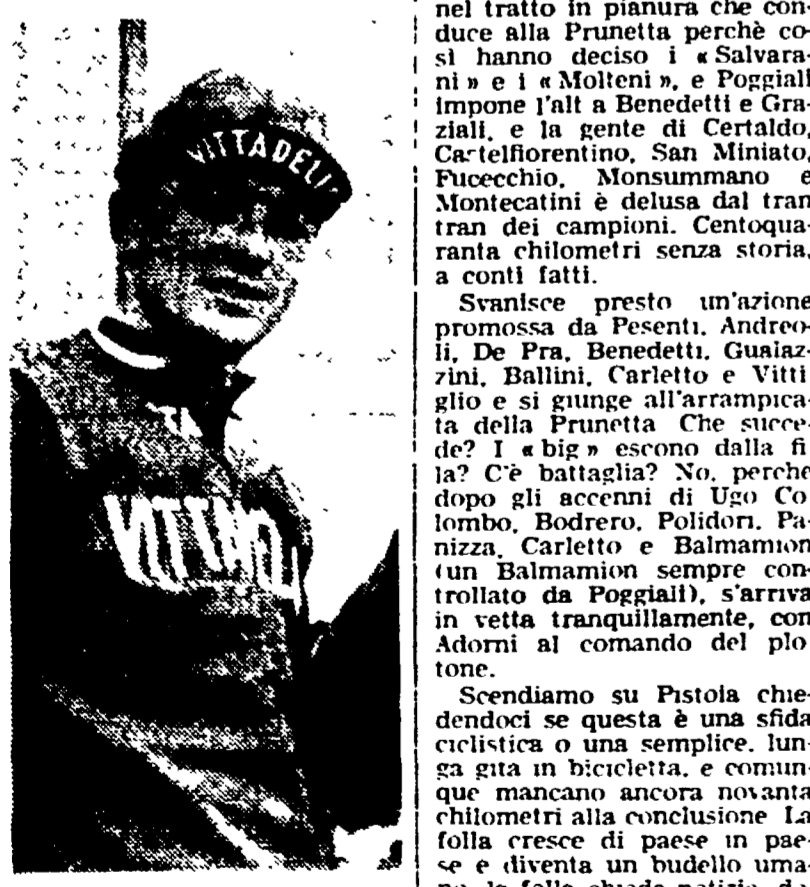 VITTADELL
VITTADEL
nel tratto in pianura che con-
duce alla Prunetta perchè co-
sì hanno deciso i «Salvara-
ni» e i «Molteni», e Poggiali
impone l'alt a Benedetti e Gra-
ziali, e la gente di Certaldo,
Castelfiorentino, San Miniato,
Fucecchio, Monsummano e
Montecatini è delusa dal tran
tran dei campioni. Centoqua-
ranta chilometri senza storia,
a conti fatti.
Svanisce presto un'azione
promossa da Pesenti, Andreo-
li, De Pra, Benedetti, Gualaz-
zini, Ballini, Carletto e Vitti
glio e si giunge all'arrampica-
ta della Prunetta Che succe-
de? I «big» escono dalla fi
la? C'è battaglia? No, perchè
dopo gli accenni di Ugo Co
lombo, Bodrero, Polidori, Pa-
nizza, Carletto e Balmamion
(un Balmamion sempre con-
trollato da Poggiali), s'arriva
in vetta tranquillamente, con
Adorni al comando del plo
tone.
Scendiamo su Pistoia chie-
dendoci se questa è una sfida
ciclistica o una semplice, lun-
ga gita in bicicletta, e comun-
que mancano ancora novanta
chilometri alla conclusione La
folla cresce di paese in pae-
se e diventa un budello uma-